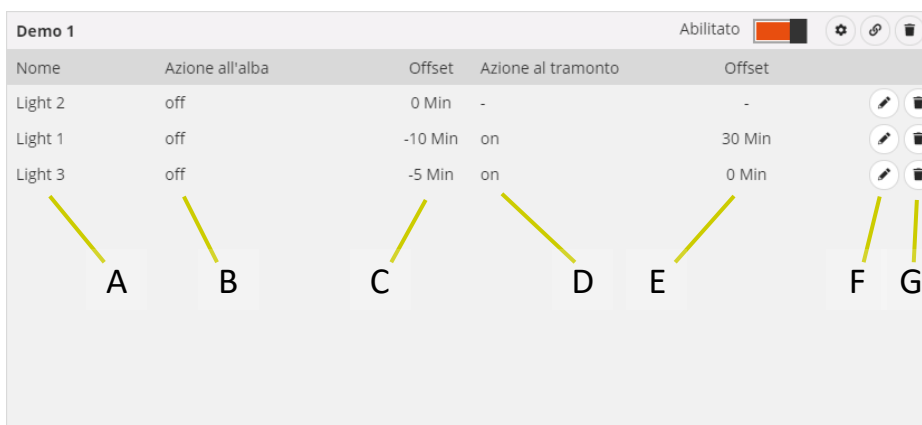 Demo 1 Abilitato
Nome Azione all'alba Offset Azione al tramonto Offset
Light 2 off 0 Min - -
Light 1 off -10 Min on 30 Min
Light 3 off -5 Min on 0 Min
A B C D E F G